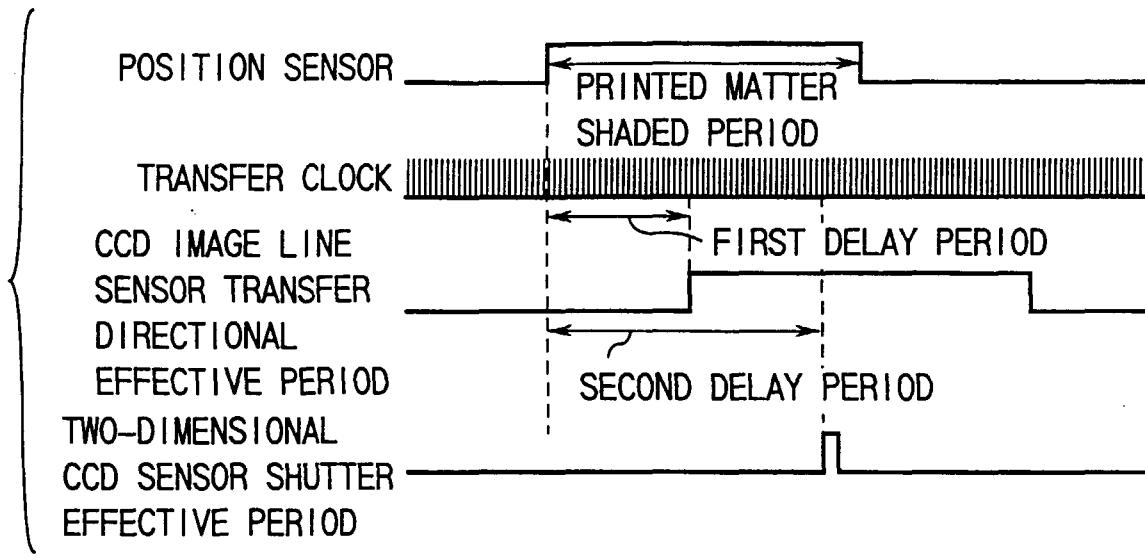 POSITION SENSOR
PRINTED MATTER
SHADED PERIOD
TRANSFER CLOCK
FIRST DELAY PERIOD
CCD IMAGE LINE
SENSOR TRANSFER
DIRECTIONAL
EFFECTIVE PERIOD
SECOND DELAY PERIOD
TWO-DIMENSIONAL
CCD SENSOR SHUTTER
EFFECTIVE PERIOD